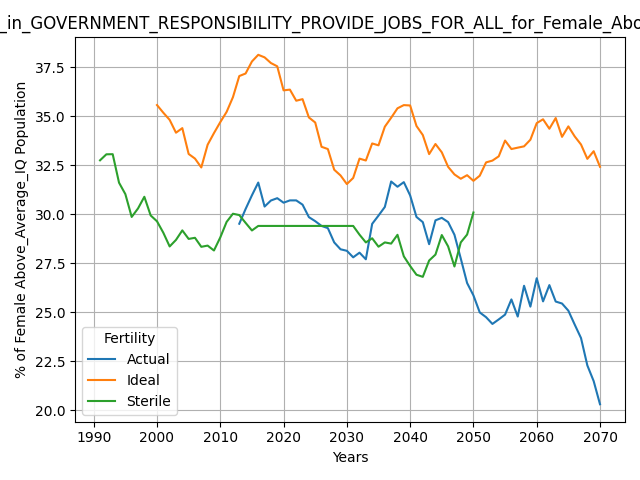 _in_GOVERNMENT_RESPONSIBILITY_PROVIDE_JOBS_FOR_ALL_for_Female_Abo
% of Female Above_Average_IQ Population
37.5
35.0
32.5
30.0
27.5
25.0
22.5
20.0
Fertility
Actual
Ideal
Sterile
1990 2000 2010 2020 2030 2040 2050 2060 2070
Years